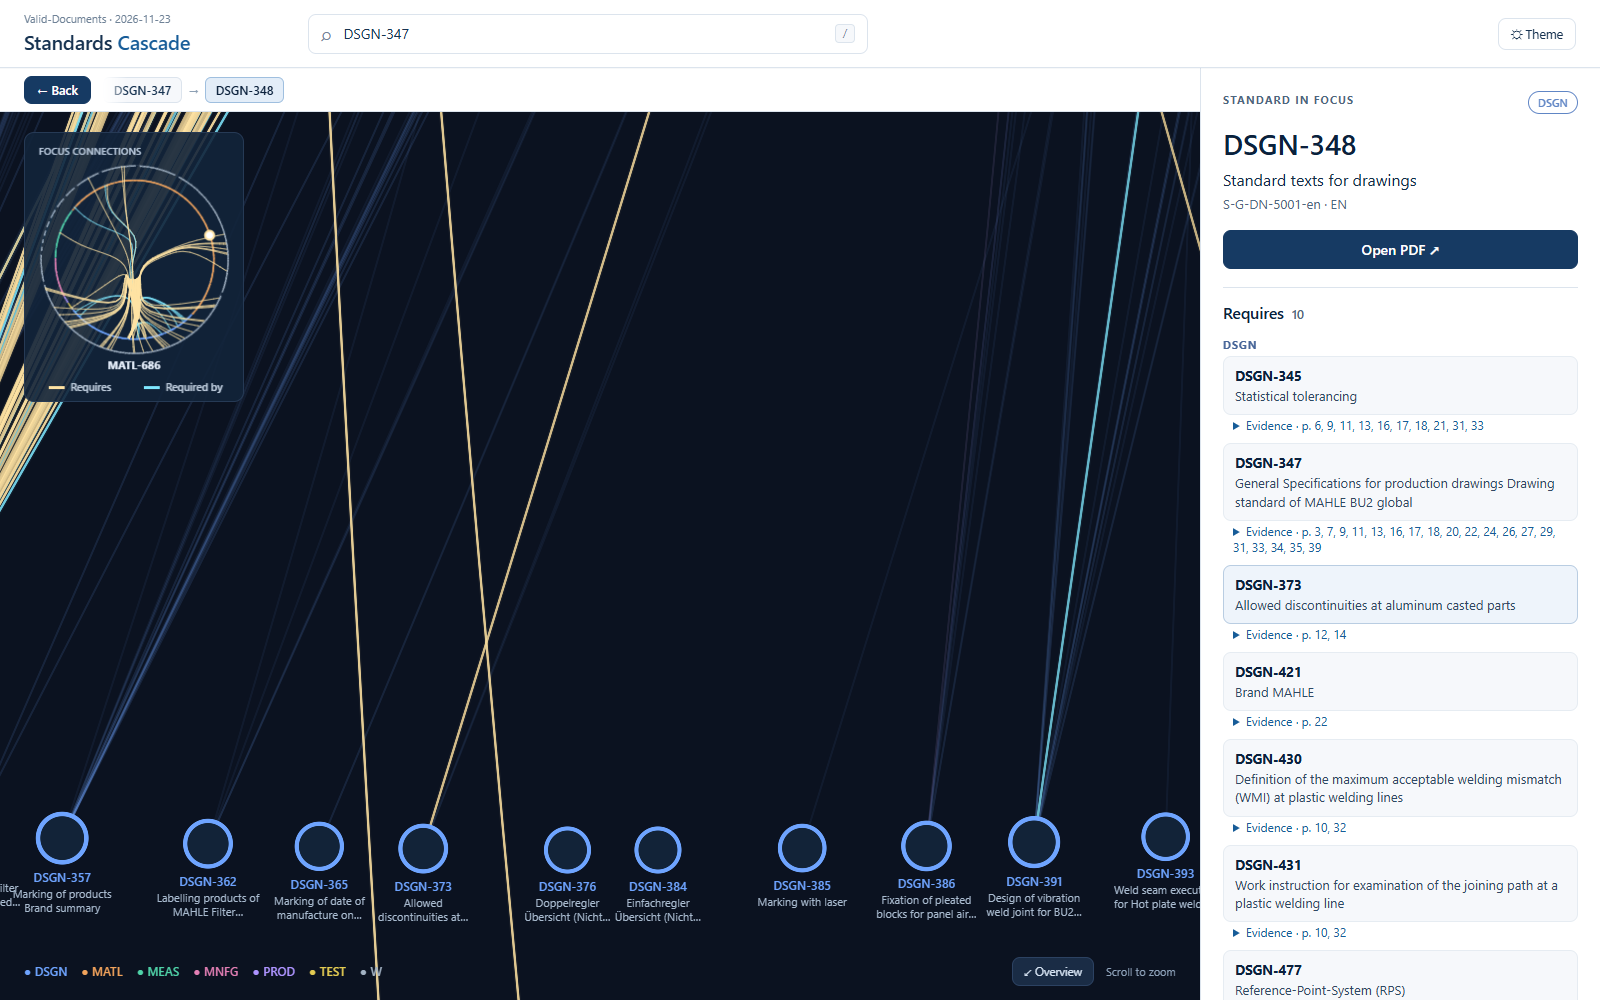 Valid-Documents · 2026-11-23
Standards Cascade
DSGN-347
/
Theme
← Back
DSGN-347 → DSGN-348
FOCUS CONNECTIONS
MATL-686
Requires
Required by
DSGN-357
Marking of products
Brand summary
DSGN-362
Labelling products of
MAHLE Filter...
DSGN-365
Marking of date of
manufacture on...
DSGN-373
Allowed
discontinuities at...
DSGN-376
Doppelregler
Übersicht (Nicht...
DSGN-384
Einfachregler
Übersicht (Nicht...
DSGN-385
Marking with laser
DSGN-386
Fixation of pleated
blocks for panel air...
DSGN-391
Design of vibration
weld joint for BU2...
DSGN-393
Weld seam execut
for Hot plate weld
• DSGN • MATL • MEAS • MNFG • PROD • TEST • W
↙ Overview
Scroll to zoom
STANDARD IN FOCUS
DSGN
DSGN-348
Standard texts for drawings
S-G-DN-5001-en · EN
Open PDF ↗
Requires 10
DSGN
DSGN-345
Statistical tolerancing
▶ Evidence · p. 6, 9, 11, 13, 16, 17, 18, 21, 31, 33
DSGN-347
General Specifications for production drawings Drawing
standard of MAHLE BU2 global
▶ Evidence · p. 3, 7, 9, 11, 13, 16, 17, 18, 20, 22, 24, 26, 27, 29,
31, 33, 34, 35, 39
DSGN-373
Allowed discontinuities at aluminum casted parts
▶ Evidence · p. 12, 14
DSGN-421
Brand MAHLE
▶ Evidence · p. 22
DSGN-430
Definition of the maximum acceptable welding mismatch
(WMI) at plastic welding lines
▶ Evidence · p. 10, 32
DSGN-431
Work instruction for examination of the joining path at a
plastic welding line
▶ Evidence · p. 10, 32
DSGN-477
Reference-Point-System (RPS)